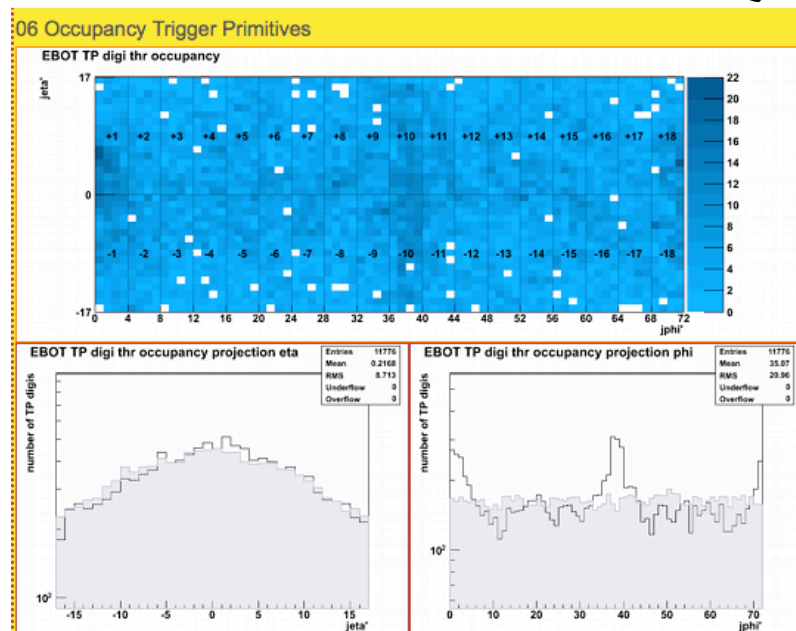 06 Occupancy Trigger Primitives
EBOT TP digi thr occupancy
jeta'
17
0
-17
+1 +2 +3 +4 +5 +6 +7 +8 +9 +10 +11 +12 +13 +14 +15 +16 +17 +18
-1 -2 -3 -4 -5 -6 -7 -8 -9 -10 -11 -12 -13 -14 -15 -16 -17 -18
0 4 8 12 16 20 24 28 32 36 40 44 48 52 56 60 64 68 72
jphi'
22
20
18
16
14
12
10
8
6
4
2
0
EBOT TP digi thr occupancy projection eta
Entries 11776
Mean 0.2168
RMS 8.713
Underflow 0
Overflow 0
number of TP digis
10²
-15 -10 -5 0 5 10 15
jeta'
EBOT TP digi thr occupancy projection phi
Entries 11776
Mean 35.07
RMS 20.96
Underflow 0
Overflow 0
number of TP digis
10²
0 10 20 30 40 50 60 70
jphi'